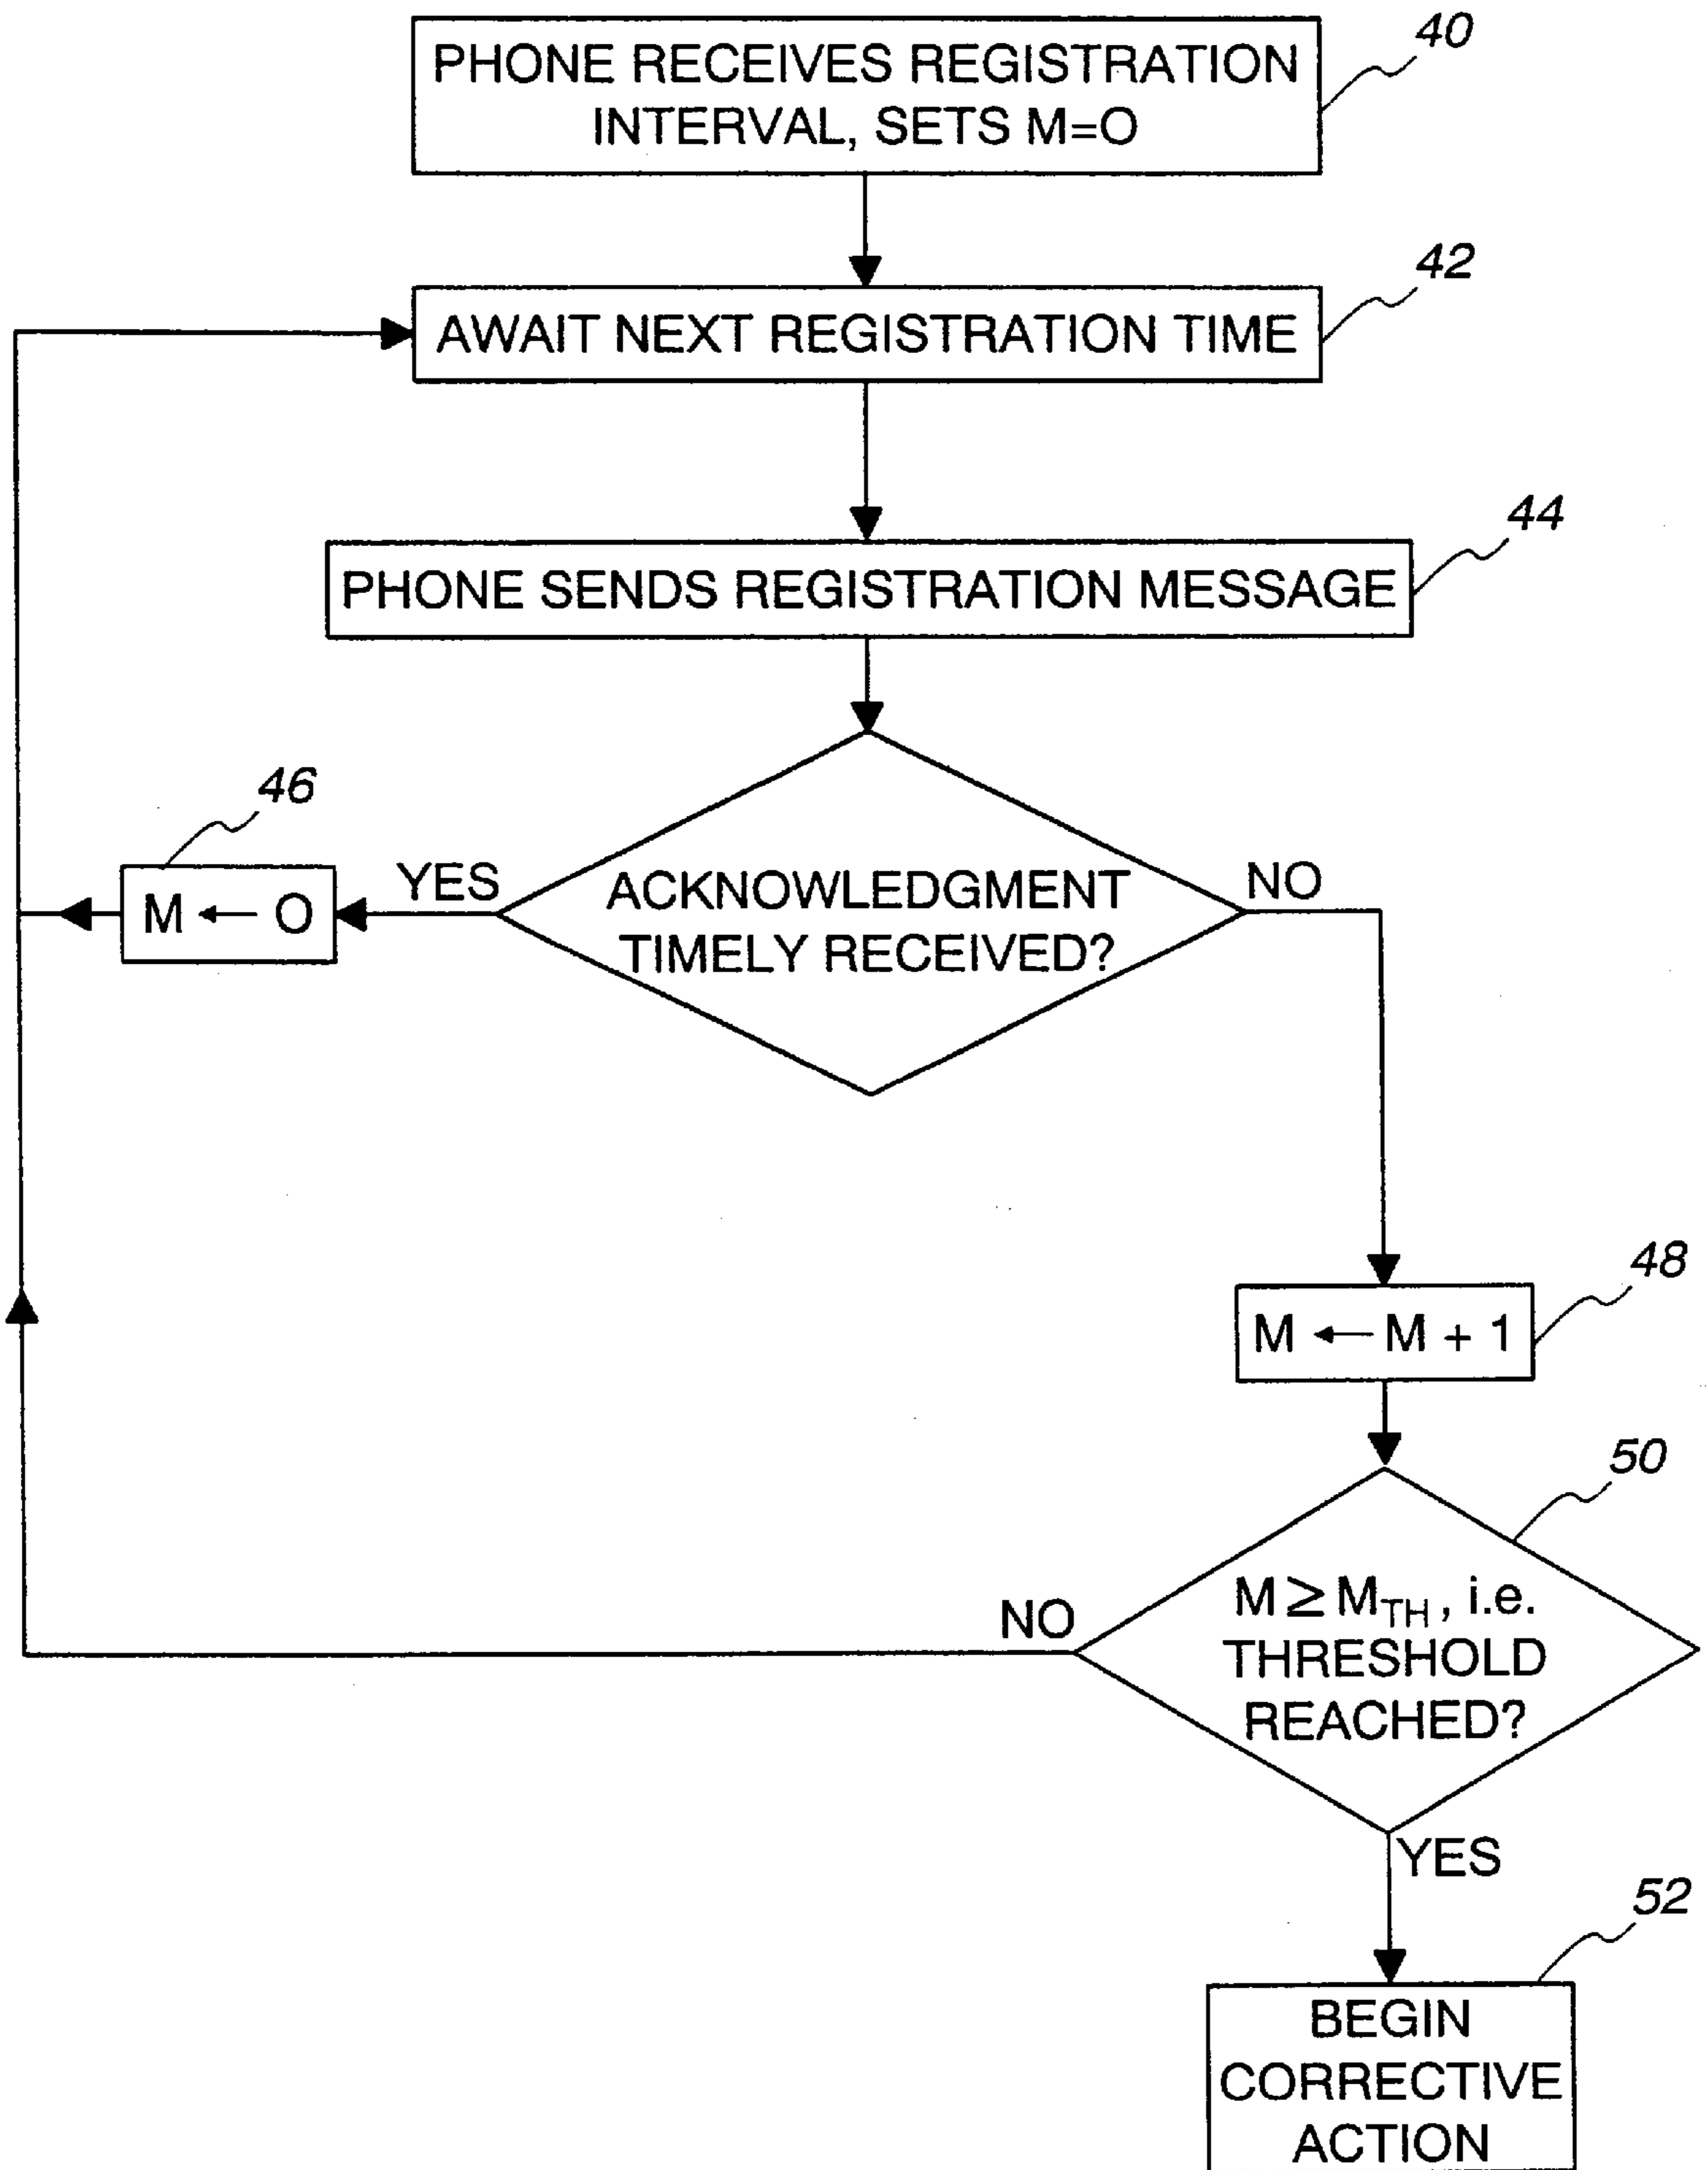 40
PHONE RECEIVES REGISTRATION
INTERVAL, SETS M=O
42
AWAIT NEXT REGISTRATION TIME
44
PHONE SENDS REGISTRATION MESSAGE
46
M ← O
YES
ACKNOWLEDGMENT
TIMELY RECEIVED?
NO
48
M ← M + 1
50
NO
M ≥ M_TH, i.e.
THRESHOLD
REACHED?
YES
52
BEGIN
CORRECTIVE
ACTION